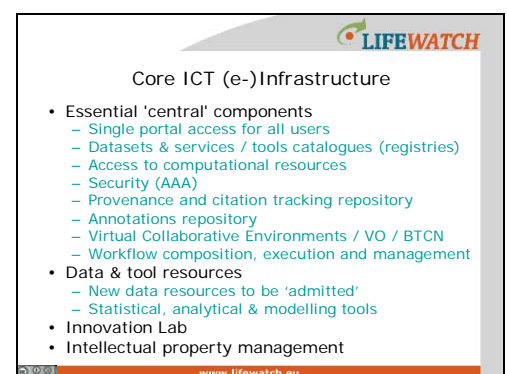 LIFEWATCH
Core ICT (e-)Infrastructure
• Essential 'central' components
– Single portal access for all users
– Datasets & services / tools catalogues (registries)
– Access to computational resources
– Security (AAA)
– Provenance and citation tracking repository
– Annotations repository
– Virtual Collaborative Environments / VO / BTCN
– Workflow composition, execution and management
• Data & tool resources
– New data resources to be ‘admitted’
– Statistical, analytical & modelling tools
• Innovation Lab
• Intellectual property management
www.lifewatch.eu